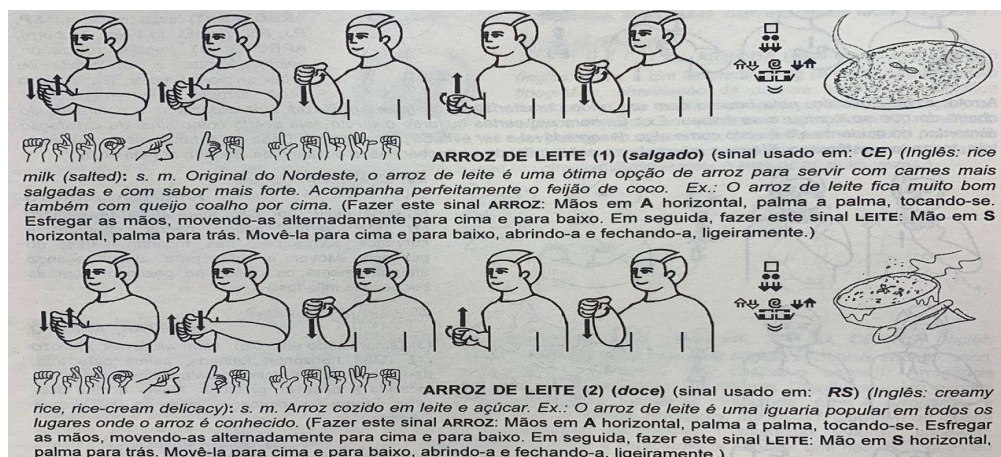 ARROZ DE LEITE (1) (salgado) (sinal usado em: CE) (Inglês: rice
milk (salted): s. m. Original do Nordeste, o arroz de leite é uma ótima opção de arroz para servir com carnes mais
salgadas e com sabor mais forte. Acompanha perfeitamente o feijão de coco. Ex.: O arroz de leite fica muito bom
também com queijo coalho por cima. (Fazer este sinal ARROZ: Mãos em A horizontal, palma a palma, tocando-se.
Esfregar as mãos, movendo-as alternadamente para cima e para baixo. Em seguida, fazer este sinal LEITE: Mão em S
horizontal, palma para trás. Movê-la para cima e para baixo, abrindo-a e fechando-a, ligeiramente.)
ARROZ DE LEITE (2) (doce) (sinal usado em: RS) (Inglês: creamy
rice, rice-cream delicacy): s. m. Arroz cozido em leite e açúcar. Ex.: O arroz de leite é uma iguaria popular em todos os
lugares onde o arroz é conhecido. (Fazer este sinal ARROZ: Mãos em A horizontal, palma a palma, tocando-se. Esfregar
as mãos, movendo-as alternadamente para cima e para baixo. Em seguida, fazer este sinal LEITE: Mão em S horizontal,
palma para trás. Movê-la para cima e para baixo, abrindo-a e fechando-a, ligeiramente.)